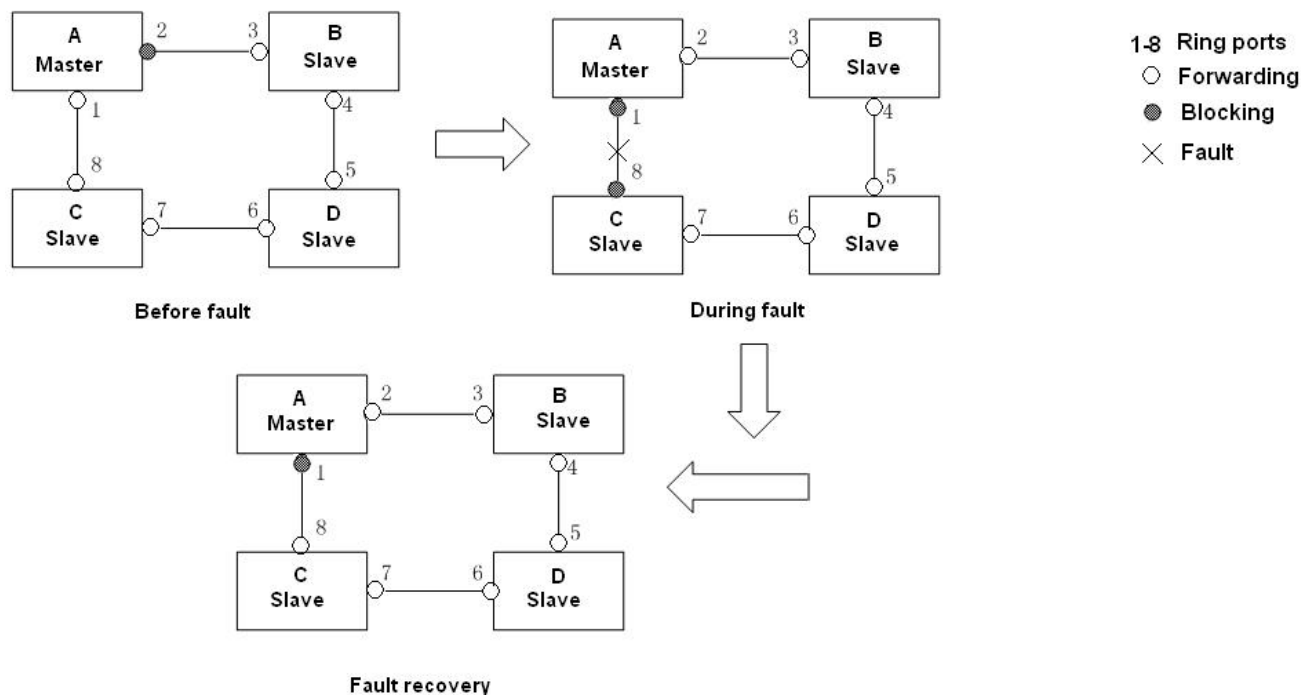 A
Master
2
3
B
Slave
1
4
8
5
C
Slave
7
6
D
Slave
Before fault
A
Master
2
3
B
Slave
1
4
8
5
C
Slave
7
6
D
Slave
During fault
1-8 Ring ports
Forwarding
Blocking
Fault
A
Master
2
3
B
Slave
1
4
8
5
C
Slave
7
6
D
Slave
Fault recovery